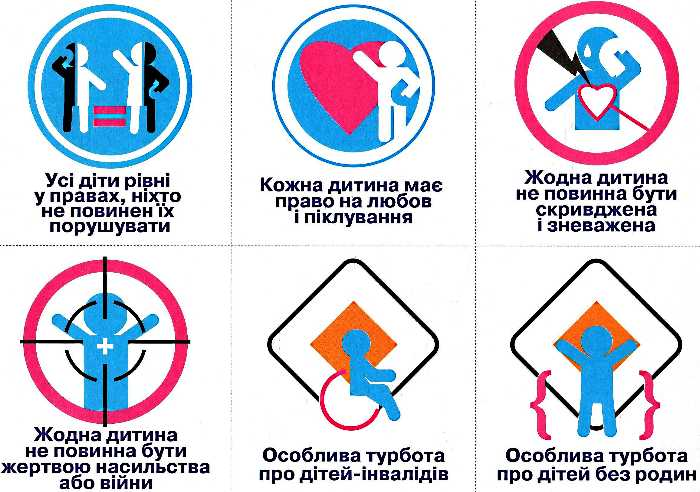 Усі діти рівні
у правах, ніхто
не повинен їх
порушувати
Кожна дитина має
право на любов
і піклування
Жодна дитина
не повинна бути
скривджена
і зневажена
Жодна дитина
не повинна бути
жертвою насильства
або війни
Особлива турбота
про дітей-інвалідів
Особлива турбота
про дітей без родин